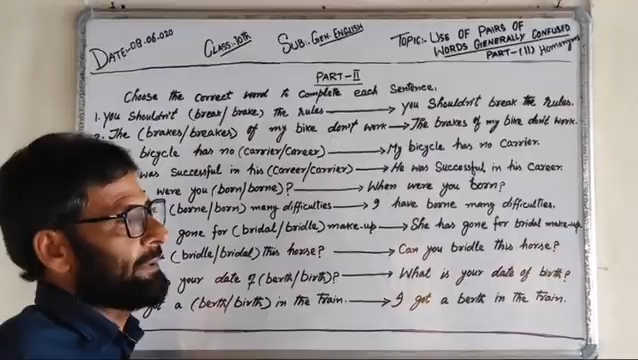 DATE:-08.06.020
CLASS:-10TH
SUB:-GEN.ENGLISH
TOPIC:- USE OF PAIRS OF
WORDS GENERALLY CONFUSED
PART-(II) Homonyms
PART-II
Choose the correct word to complete each sentence.
1. you shouldn't (break/brake) the rules → you shouldn't break the rules.
2. The (brakes/breakes) of my bike don't work → The brakes of my bike don't work.
bicycle has no (carrier/career) → My bicycle has no carrier.
was successful in his (career/carrier) → He was successful in his career.
were you (born/borne)? → When were you born?
(borne/born) many difficulties → I have borne many difficulties.
gone for (bridal/bridle) make-up → She has gone for bridal make-up.
(bridle/bridal) this horse? → Can you bridle this horse?
your date of (berth/birth)? → What is your date of birth?
got a (berth/birth) in the train. → I got a berth in the train.